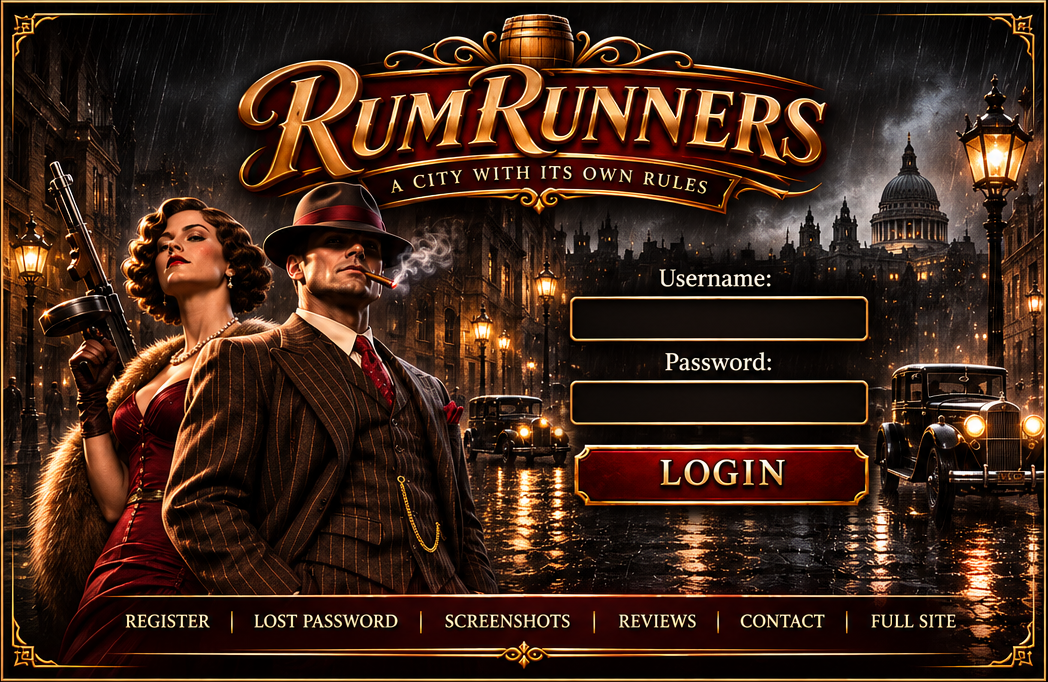 RUMRUNNERS
A CITY WITH ITS OWN RULES
Username:
Password:
LOGIN
REGISTER | LOST PASSWORD | SCREENSHOTS | REVIEWS | CONTACT | FULL SITE